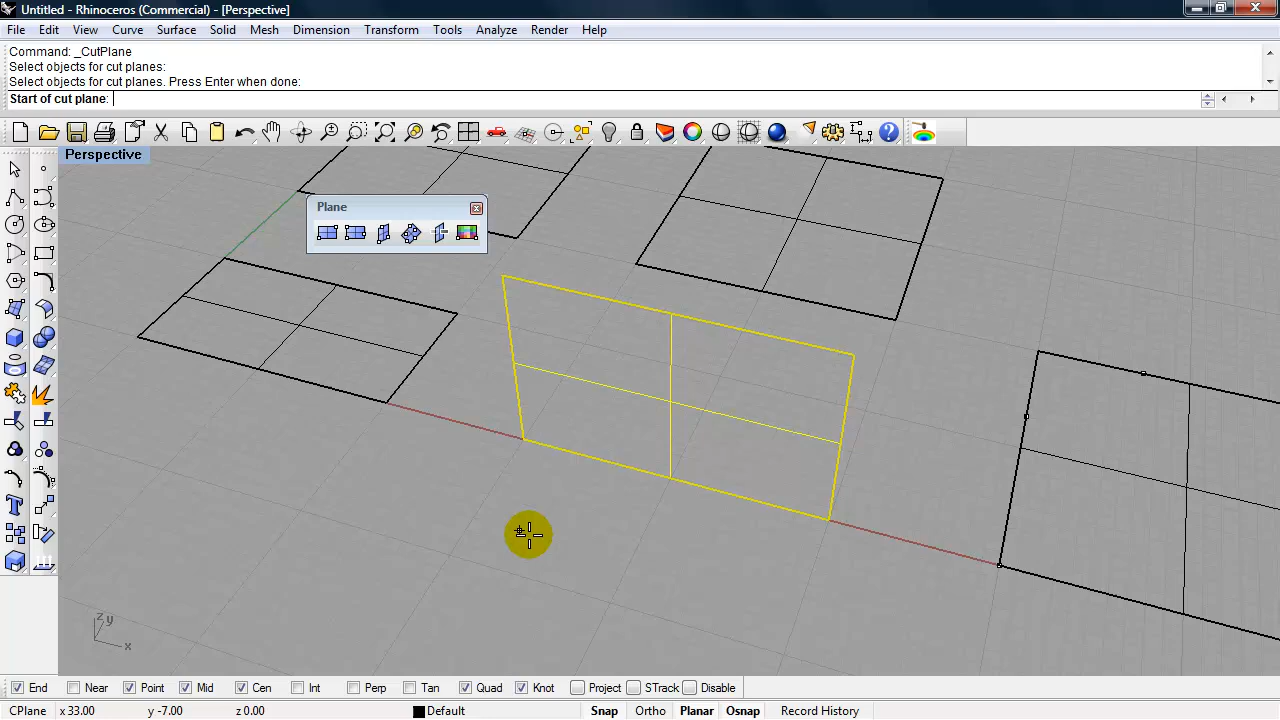 Untitled - Rhinoceros (Commercial) - [Perspective]
File Edit View Curve Surface Solid Mesh Dimension Transform Tools Analyze Render Help
Command: _CutPlane
Select objects for cut planes:
Select objects for cut planes. Press Enter when done:
Start of cut plane:
Perspective
Plane
z y
x
End Near Point Mid Cen Int Perp Tan Quad Knot Project STrack Disable
CPlane x 33.00 y -7.00 z 0.00 Default Snap Ortho Planar Osnap Record History